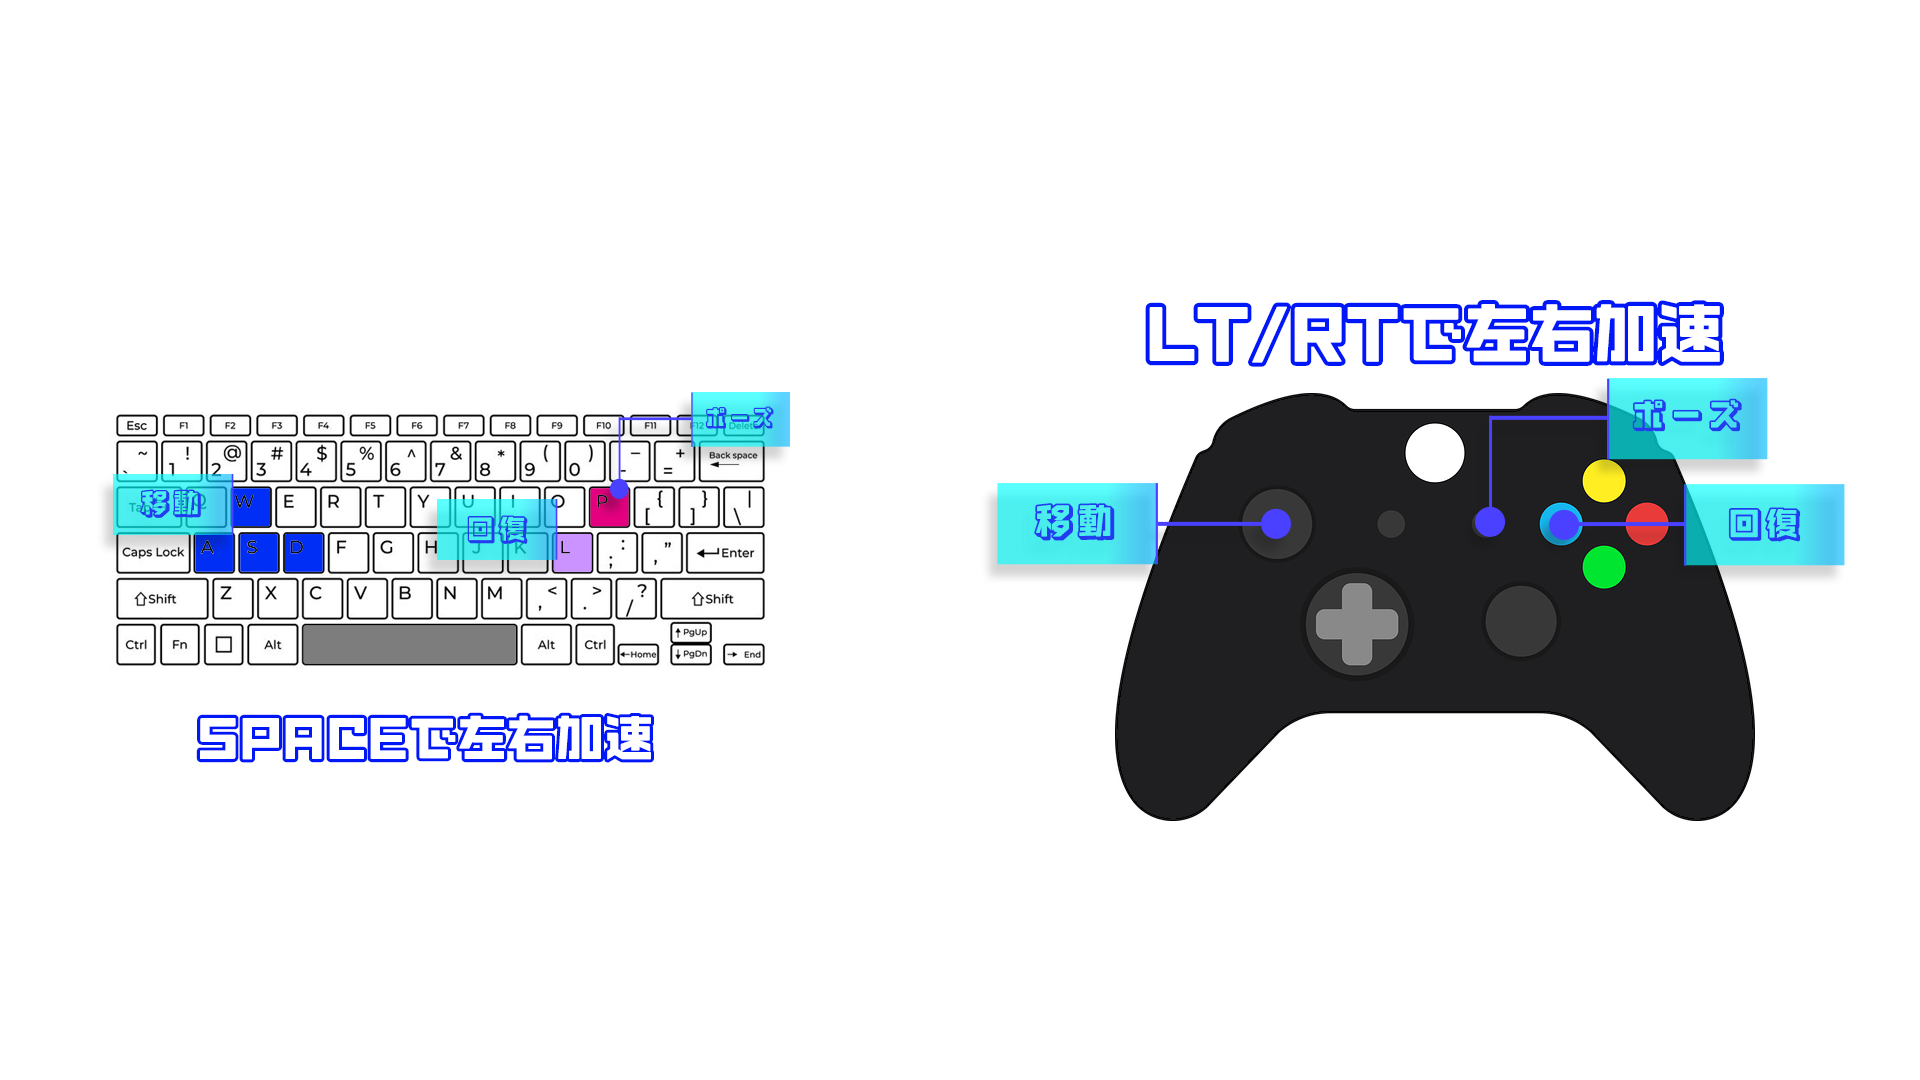 LT/RTで左右加速
ポーズ
移動
回復
ポーズ
Esc F1 F2 F3 F4 F5 F6 F7 F8 F9 F10 F11 F12 Delete
` ~ 1 ! 2 @ 3 # 4 $ 5 % 6 ^ 7 & 8 * 9 ( 0 ) - _ = + Back space
移動
Tab Q W E R T Y U I O P [ { ] } \ |
回復
Caps Lock A S D F G H J K L ; : , " Enter
Shift Z X C V B N M , < . > / ? Shift
Ctrl Fn Alt Alt Ctrl Home PgUp PgDn End
SPACEで左右加速